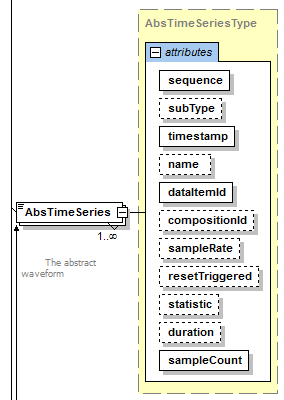 AbsTimeSeriesType
attributes
sequence
subType
timestamp
name
dataItemId
AbsTimeSeries
compositionId
1..∞
sampleRate
The abstract
waveform
resetTriggered
statistic
duration
sampleCount